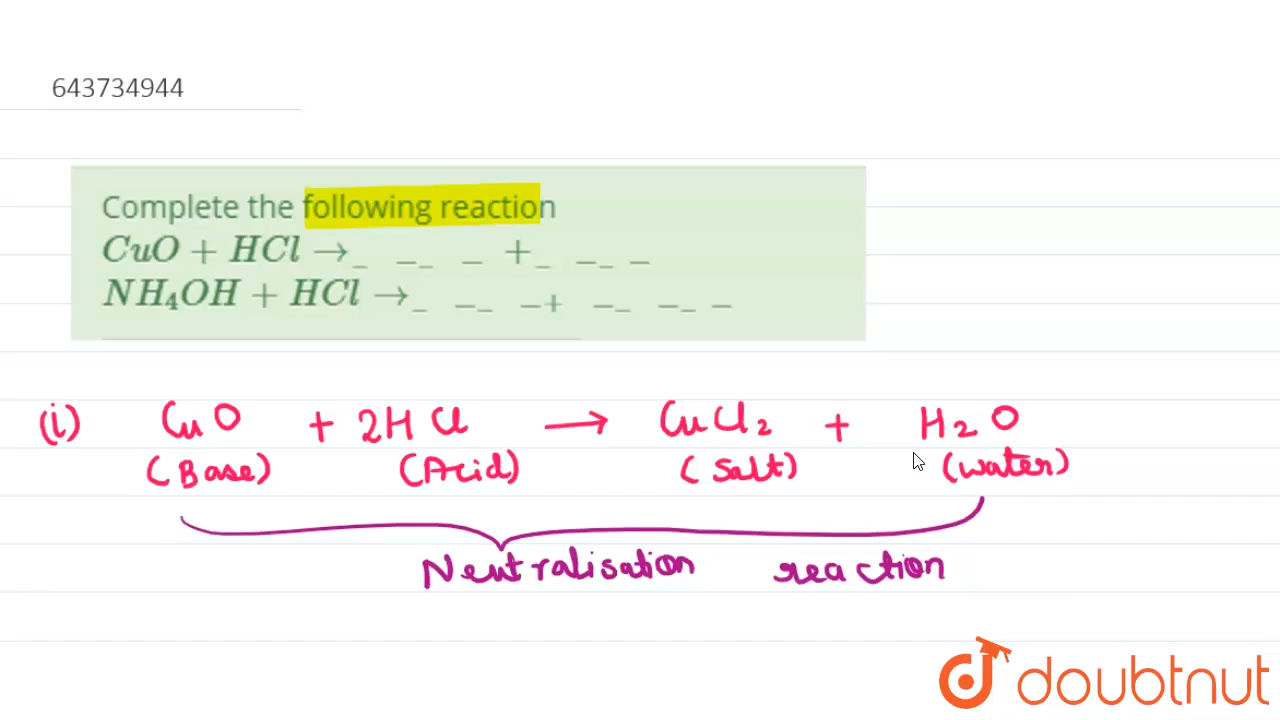 643734944
Complete the following reaction
CuO + HCl → _ _ _ _ + _ _ _ _
NH₄OH + HCl → _ _ _ _ + _ _ _ _ _
(i) CuO + 2HCl → CuCl₂ + H₂O
(Base) (Acid) (Salt) (water)
Neutralisation reaction
doubtnut